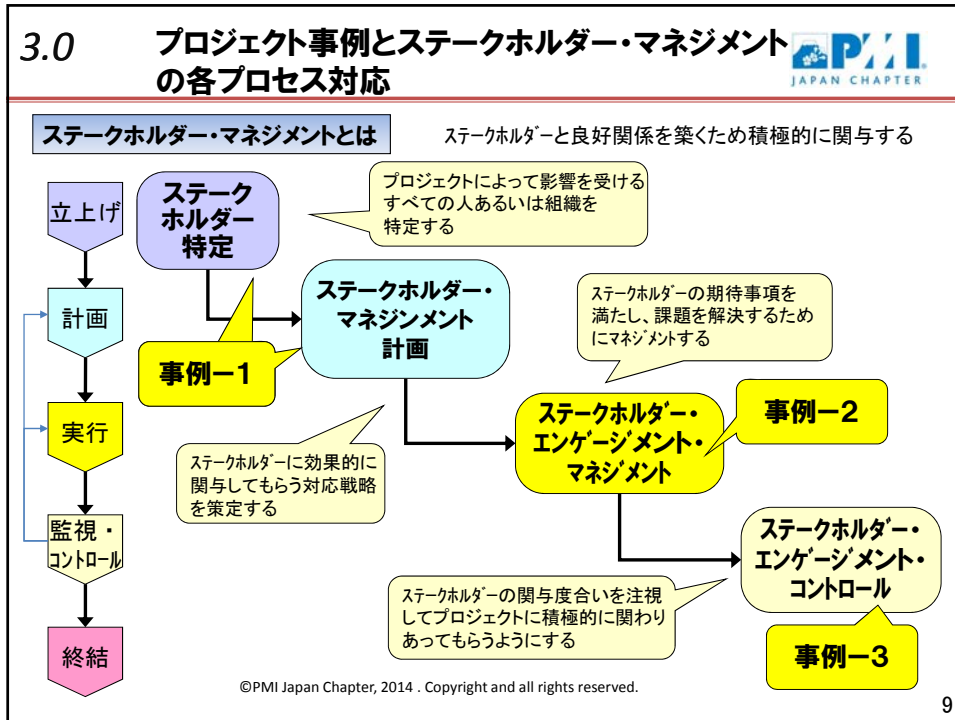 3.0
プロジェクト事例とステークホルダー・マネジメント
の各プロセス対応
PMI
JAPAN CHAPTER
ステークホルダー・マネジメントとは
ステークホルダーと良好関係を築くため積極的に関与する
立上げ
ステーク
ホルダー
特定
プロジェクトによって影響を受ける
すべての人あるいは組織を
特定する
計画
ステークホルダー・
マネジンメント
計画
ステークホルダーの期待事項を
満たし、課題を解決するため
にマネジメントする
事例－1
実行
ステークホルダー・
エンゲージメント・
マネジメント
事例－2
ステークホルダーに効果的に
関与してもらう対応戦略
を策定する
監視・
コントロール
ステークホルダー・
エンゲージメント・
コントロール
ステークホルダーの関与度合いを注視
してプロジェクトに積極的に関わり
あってもらうようにする
事例－3
終結
©PMI Japan Chapter, 2014 . Copyright and all rights reserved.
9